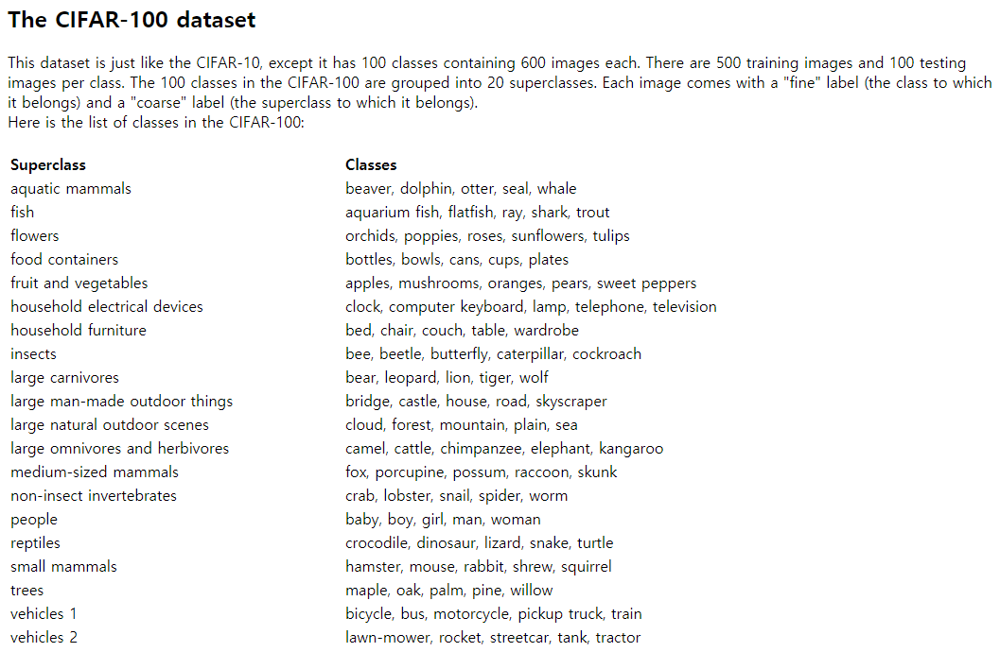 The CIFAR-100 dataset
This dataset is just like the CIFAR-10, except it has 100 classes containing 600 images each. There are 500 training images and 100 testing
images per class. The 100 classes in the CIFAR-100 are grouped into 20 superclasses. Each image comes with a "fine" label (the class to which
it belongs) and a "coarse" label (the superclass to which it belongs).
Here is the list of classes in the CIFAR-100:
Superclass Classes
aquatic mammals beaver, dolphin, otter, seal, whale
fish aquarium fish, flatfish, ray, shark, trout
flowers orchids, poppies, roses, sunflowers, tulips
food containers bottles, bowls, cans, cups, plates
fruit and vegetables apples, mushrooms, oranges, pears, sweet peppers
household electrical devices clock, computer keyboard, lamp, telephone, television
household furniture bed, chair, couch, table, wardrobe
insects bee, beetle, butterfly, caterpillar, cockroach
large carnivores bear, leopard, lion, tiger, wolf
large man-made outdoor things bridge, castle, house, road, skyscraper
large natural outdoor scenes cloud, forest, mountain, plain, sea
large omnivores and herbivores camel, cattle, chimpanzee, elephant, kangaroo
medium-sized mammals fox, porcupine, possum, raccoon, skunk
non-insect invertebrates crab, lobster, snail, spider, worm
people baby, boy, girl, man, woman
reptiles crocodile, dinosaur, lizard, snake, turtle
small mammals hamster, mouse, rabbit, shrew, squirrel
trees maple, oak, palm, pine, willow
vehicles 1 bicycle, bus, motorcycle, pickup truck, train
vehicles 2 lawn-mower, rocket, streetcar, tank, tractor